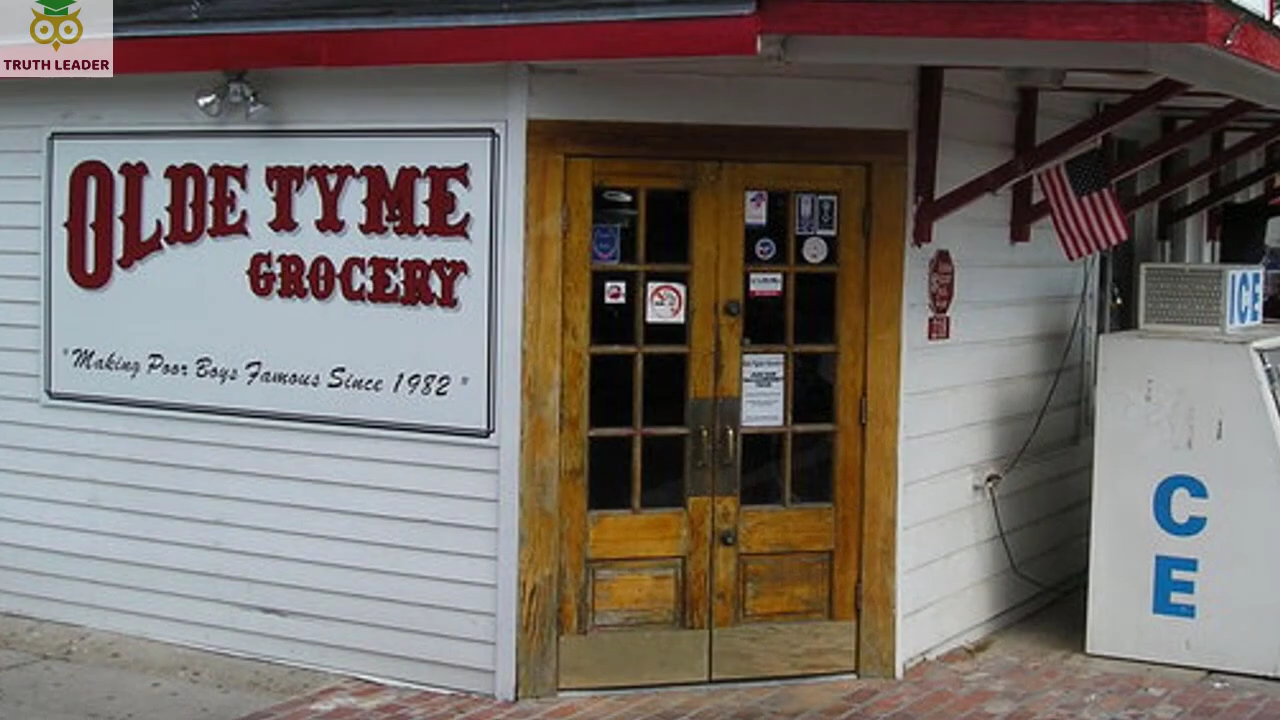 TRUTH LEADER
OLDE TYME
GROCERY
"Making Poor Boys Famous Since 1982"
ICE
C
E